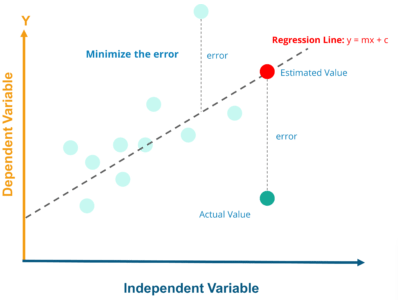 Y
Regression Line: y = mx + c
Minimize the error
error
Estimated Value
Dependent Variable
error
Actual Value
Independent Variable